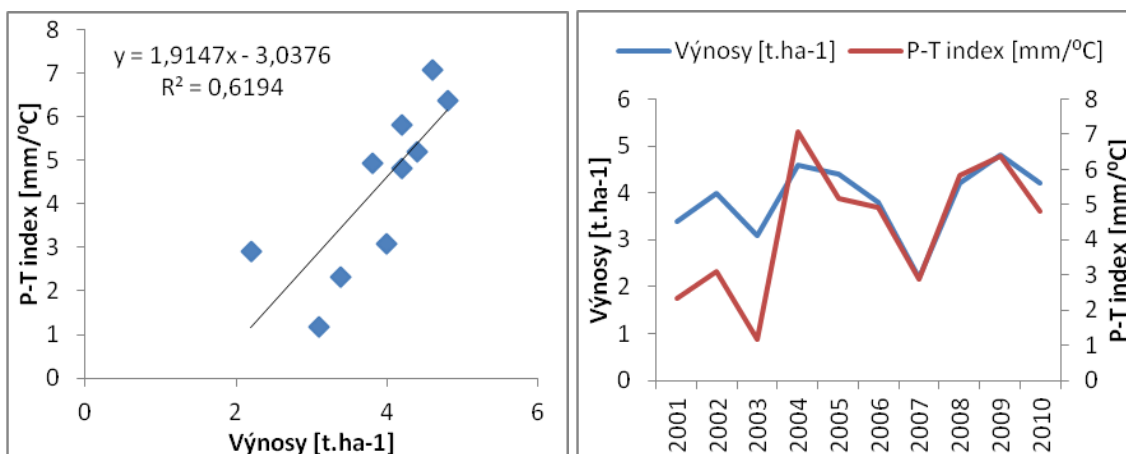 y = 1,9147x - 3,0376
R² = 0,6194
P-T index [mm/⁰C]
8
7
6
5
4
3
2
1
0
0 2 4 6
Výnosy [t.ha-1]
Výnosy [t.ha-1] P-T index [mm/⁰C]
Výnosy [t.ha-1]
6
5
4
3
2
1
0
8
7
6
5
4
3
2
1
0
P-T index [mm/⁰C]
2001 2002 2003 2004 2005 2006 2007 2008 2009 2010